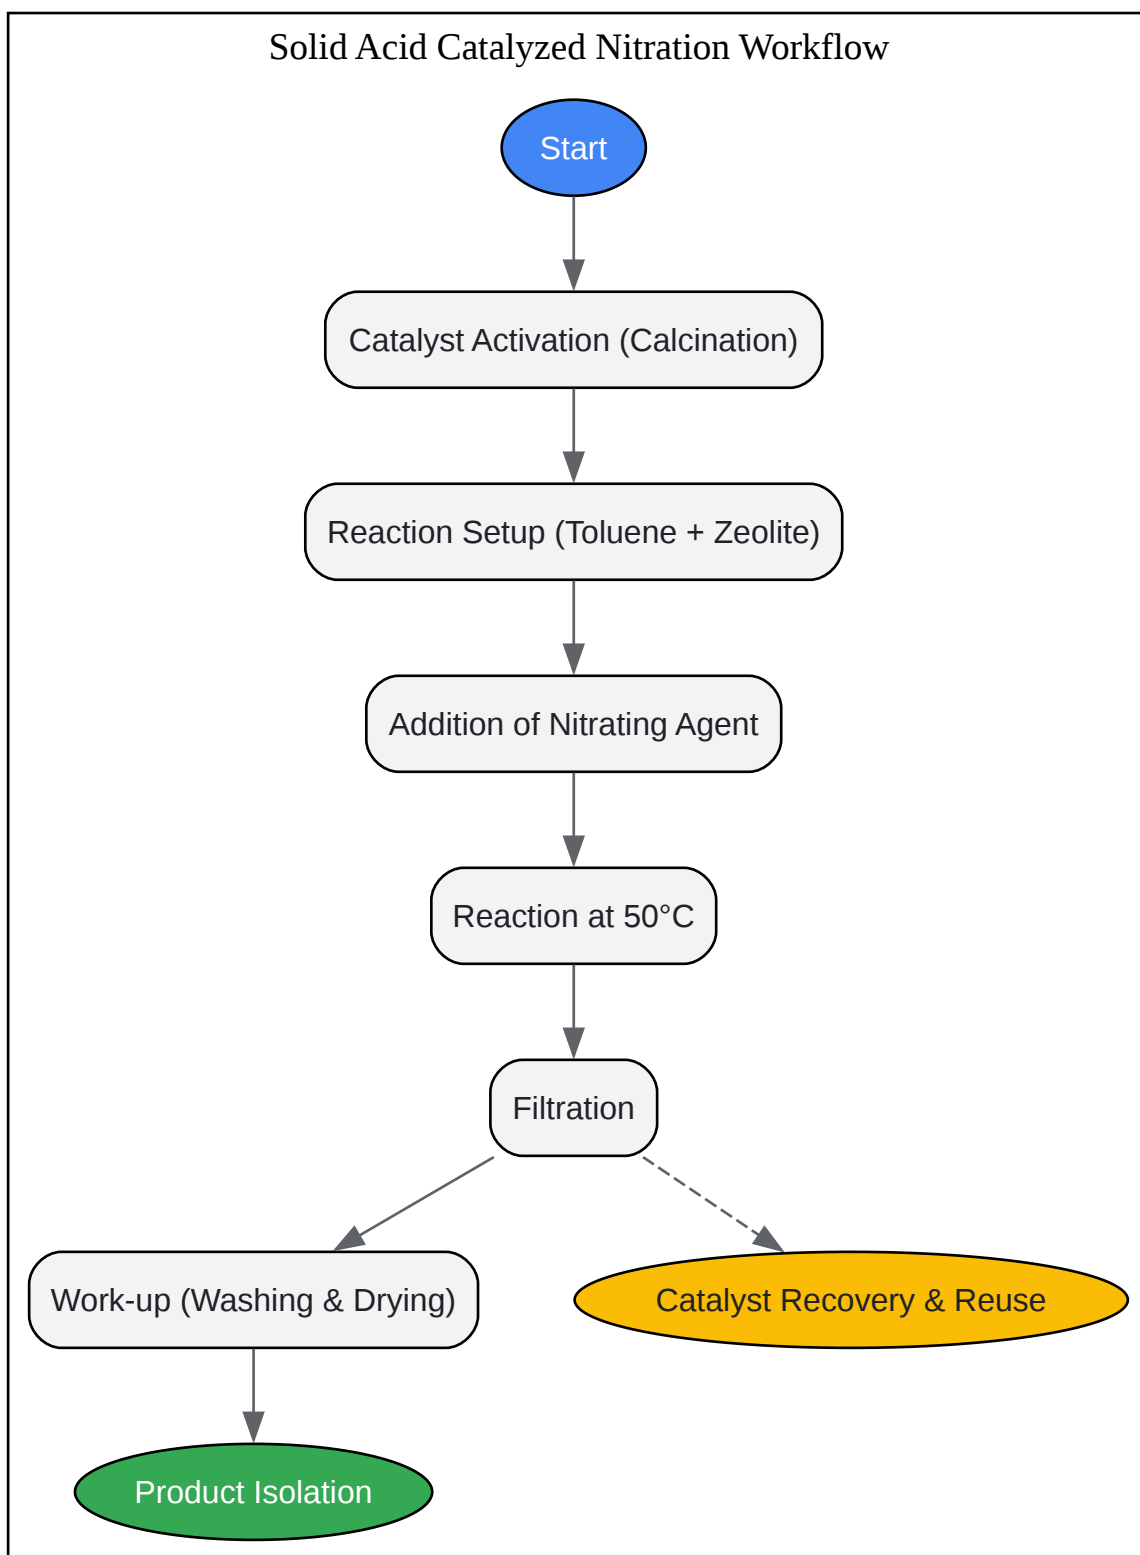 Solid Acid Catalyzed Nitration Workflow
Start
Catalyst Activation (Calcination)
Reaction Setup (Toluene + Zeolite)
Addition of Nitrating Agent
Reaction at 50°C
Filtration
Work-up (Washing & Drying)
Catalyst Recovery & Reuse
Product Isolation